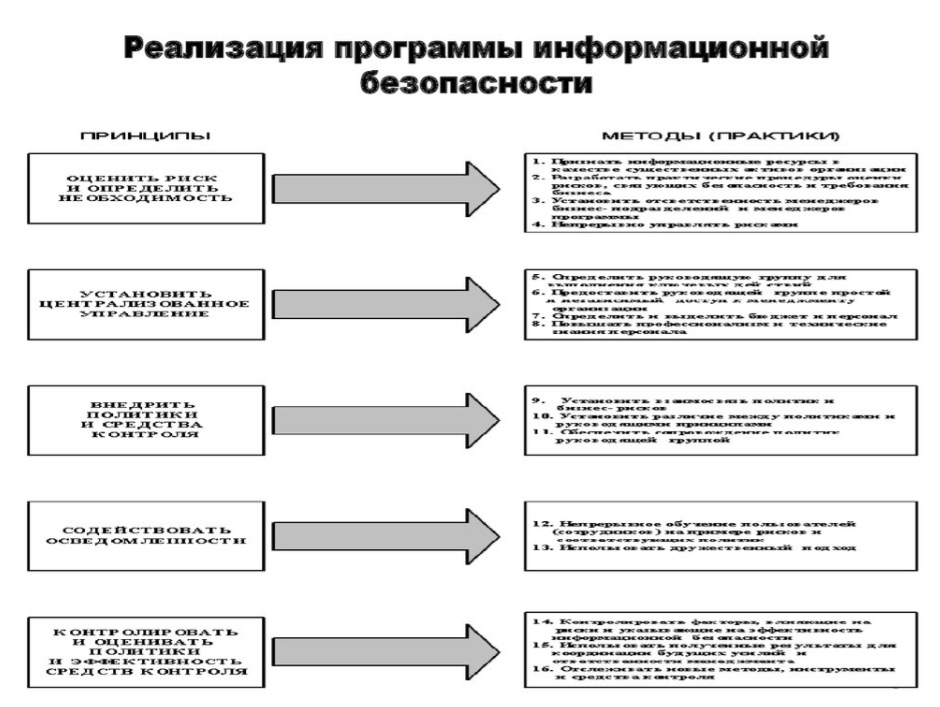 Реализация программы информационной
безопасности
ПРИНЦИПЫ
МЕТОДЫ (ПРАКТИКИ)
ОЦЕНИТЬ РИСК
И ОПРЕДЕЛИТЬ
НЕОБХОДИМОСТЬ
1. Признать информационные ресурсы в
качестве существенных активов организации
2. Разработать практические процедуры оценки
рисков, связующих безопасность и требования
бизнеса
3. Установить ответственность менеджеров
бизнес- подразделений и менеджеров
программы
4. Непрерывно управлять рисками
УСТАНОВИТЬ
ЦЕНТРАЛИЗОВАННОЕ
УПРАВЛЕНИЕ
5. Определить руководящую группу для
выполнения ключевых действий
6. Предоставить руководящей группе простой
и независимый доступ к менеджменту
организации
7. Определить и выделить бюджет и персонал
8. Повышать профессионализм и технические
знания персонала
ВНЕДРИТЬ
ПОЛИТИКИ
И СРЕДСТВА
КОНТРОЛЯ
9. Установить взаимосвязь политик и
бизнес- рисков
10. Установить различие между политиками и
руководящими принципами
11. Обеспечить сопровождение политик
руководящей группой
СОДЕЙСТВОВАТЬ
ОСВЕДОМЛЕННОСТИ
12. Непрерывное обучение пользователей
(сотрудников) на примере рисков и
соответствующих политик
13. Использовать дружественный подход
КОНТРОЛИРОВАТЬ
И ОЦЕНИВАТЬ
ПОЛИТИКИ
И ЭФФЕКТИВНОСТЬ
СРЕДСТВ КОНТРОЛЯ
14. Контролировать факторы, влияющие на
риски и указывающие на эффективность
информационной безопасности
15. Использовать полученные результаты для
координации будущих усилий и
ответственности менеджмента
16. Отслеживать новые методы, инструменты
и средства контроля